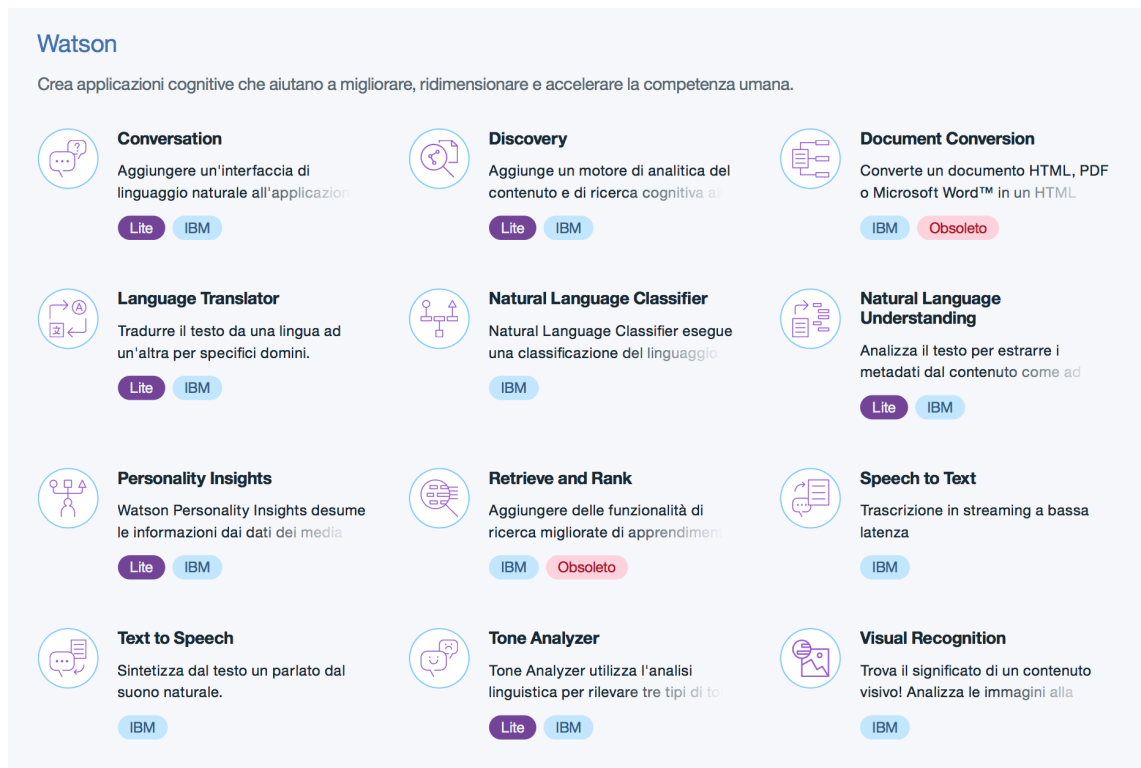 Watson
Crea applicazioni cognitive che aiutano a migliorare, ridimensionare e accelerare la competenza umana.
Conversation
Aggiungere un'interfaccia di
linguaggio naturale all'applicazion
Lite IBM
Discovery
Aggiunge un motore di analitica del
contenuto e di ricerca cognitiva
Lite IBM
Document Conversion
Converte un documento HTML, PDF
o Microsoft Word™ in un HTML
IBM Obsoleto
Language Translator
Tradurre il testo da una lingua ad
un'altra per specifici domini.
Lite IBM
Natural Language Classifier
Natural Language Classifier esegue
una classificazione del linguaggio
IBM
Natural Language
Understanding
Analizza il testo per estrarre i
metadati dal contenuto come ad
Lite IBM
Personality Insights
Watson Personality Insights desume
le informazioni dai dati dei media
Lite IBM
Retrieve and Rank
Aggiungere delle funzionalità di
ricerca migliorate di apprendiment
IBM Obsoleto
Speech to Text
Trascrizione in streaming a bassa
latenza
IBM
Text to Speech
Sintetizza dal testo un parlato dal
suono naturale.
IBM
Tone Analyzer
Tone Analyzer utilizza l'analisi
linguistica per rilevare tre tipi di
Lite IBM
Visual Recognition
Trova il significato di un contenuto
visivo! Analizza le immagini alla
IBM